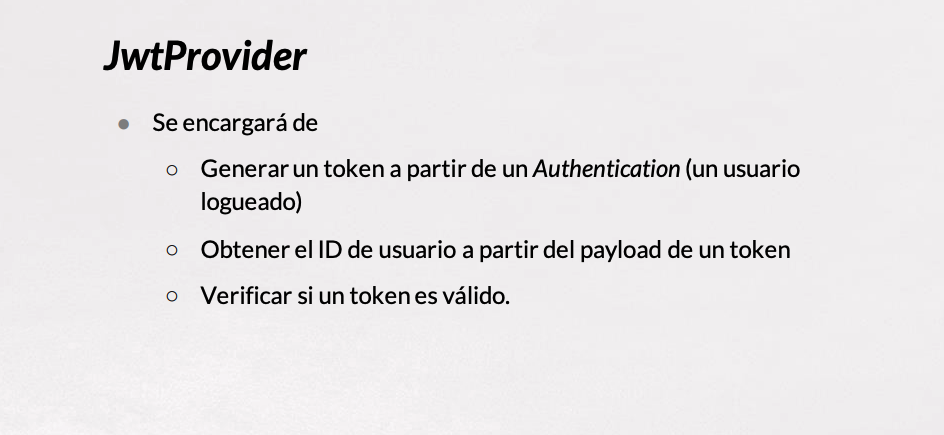 JwtProvider
● Se encargará de
○ Generar un token a partir de un Authentication (un usuario
logueado)
○ Obtener el ID de usuario a partir del payload de un token
○ Verificar si un token es válido.